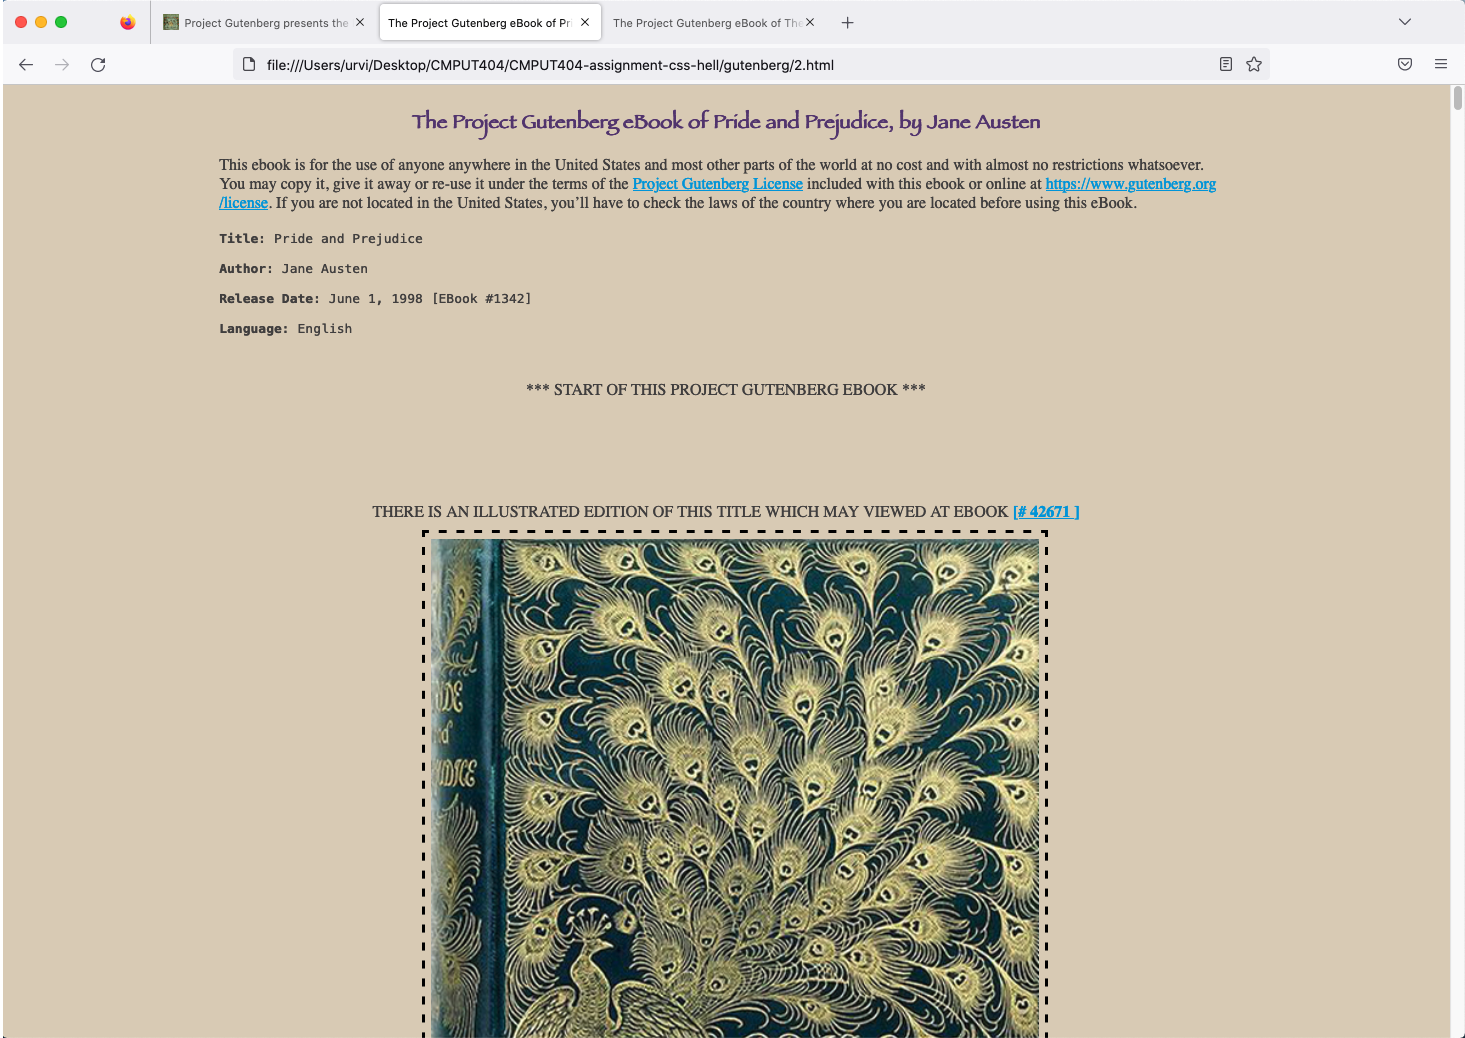 Project Gutenberg presents the
The Project Gutenberg eBook of Pri
The Project Gutenberg eBook of The
file:///Users/urvi/Desktop/CMPUT404/CMPUT404-assignment-css-hell/gutenberg/2.html
The Project Gutenberg eBook of Pride and Prejudice, by Jane Austen
This ebook is for the use of anyone anywhere in the United States and most other parts of the world at no cost and with almost no restrictions whatsoever.
You may copy it, give it away or re-use it under the terms of the Project Gutenberg License included with this ebook or online at https://www.gutenberg.org
/license. If you are not located in the United States, you’ll have to check the laws of the country where you are located before using this eBook.
Title: Pride and Prejudice
Author: Jane Austen
Release Date: June 1, 1998 [EBook #1342]
Language: English
*** START OF THIS PROJECT GUTENBERG EBOOK ***
THERE IS AN ILLUSTRATED EDITION OF THIS TITLE WHICH MAY VIEWED AT EBOOK [# 42671 ]